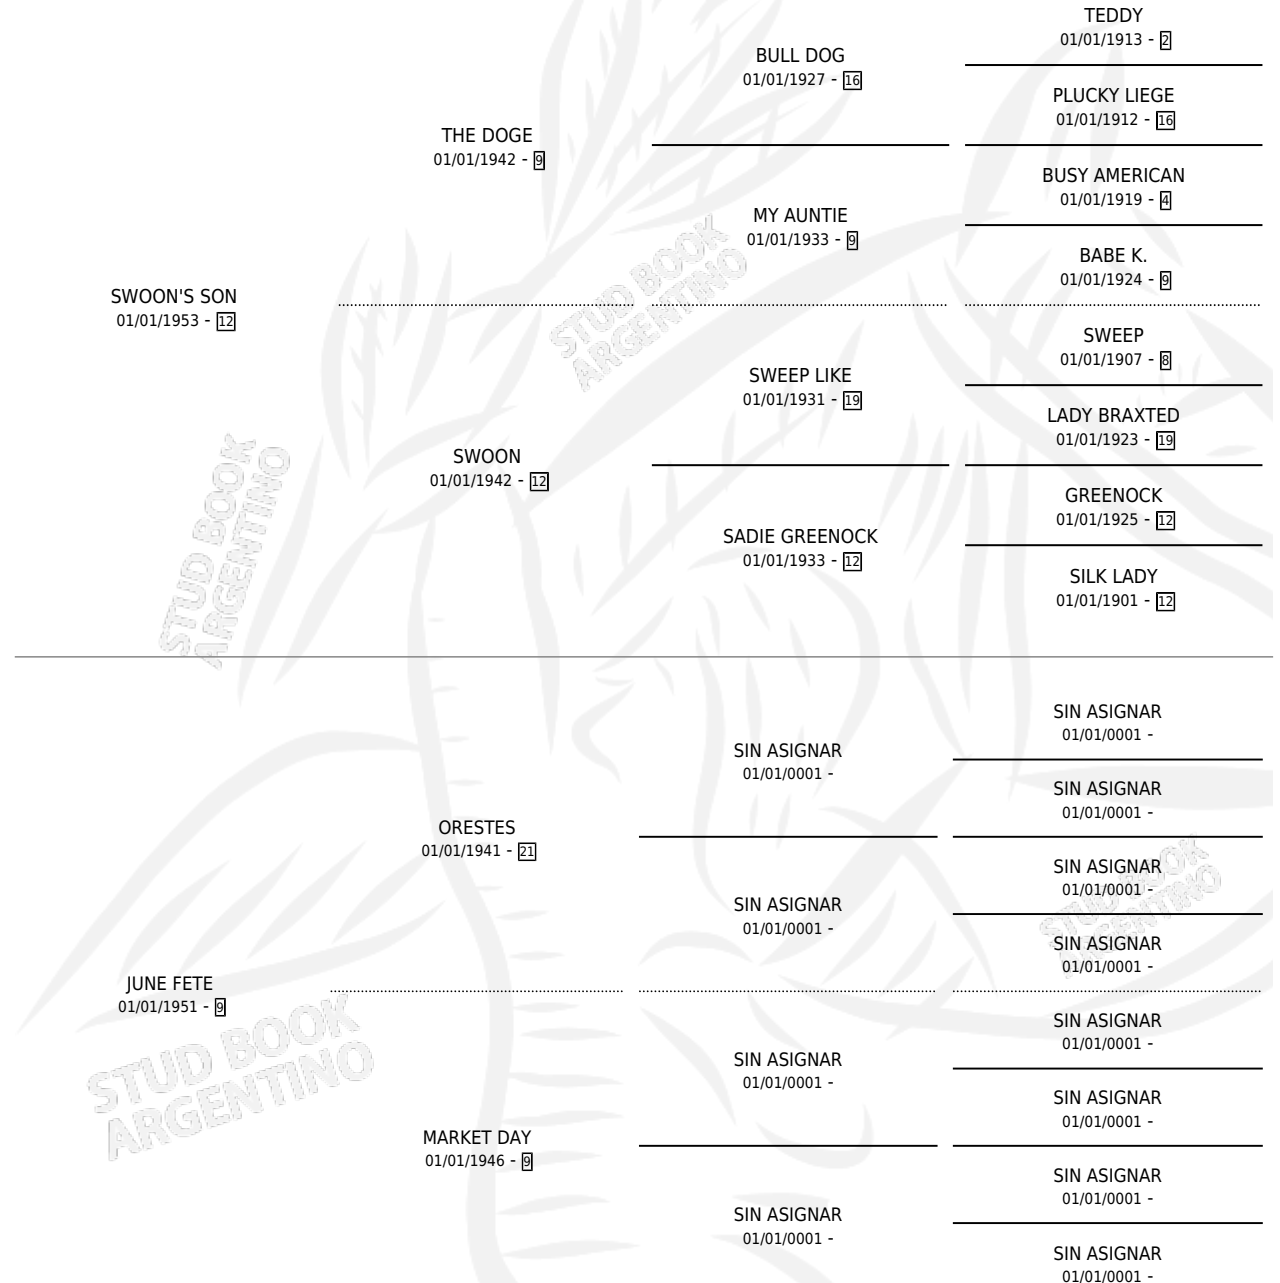 TEDDY
01/01/1913 - 2
BULL DOG
01/01/1927 - 16
PLUCKY LIEGE
01/01/1912 - 16
THE DOGE
01/01/1942 - 9
BUSY AMERICAN
01/01/1919 - 4
MY AUNTIE
01/01/1933 - 9
BABE K.
01/01/1924 - 9
SWOON'S SON
01/01/1953 - 12
SWEEP
01/01/1907 - 8
SWEEP LIKE
01/01/1931 - 19
LADY BRAXTED
01/01/1923 - 19
SWOON
01/01/1942 - 12
GREENOCK
01/01/1925 - 12
SADIE GREENOCK
01/01/1933 - 12
SILK LADY
01/01/1901 - 12
SIN ASIGNAR
01/01/0001 -
SIN ASIGNAR
01/01/0001 -
SIN ASIGNAR
01/01/0001 -
ORESTES
01/01/1941 - 21
SIN ASIGNAR
01/01/0001 -
SIN ASIGNAR
01/01/0001 -
SIN ASIGNAR
01/01/0001 -
JUNE FETE
01/01/1951 - 9
SIN ASIGNAR
01/01/0001 -
SIN ASIGNAR
01/01/0001 -
SIN ASIGNAR
01/01/0001 -
MARKET DAY
01/01/1946 - 9
SIN ASIGNAR
01/01/0001 -
SIN ASIGNAR
01/01/0001 -
SIN ASIGNAR
01/01/0001 -
STUD BOOK
ARGENTINO
STUD BOOK
ARGENTINO
STUD BOOK
ARGENTINO
STUD BOOK
ARGENTINO